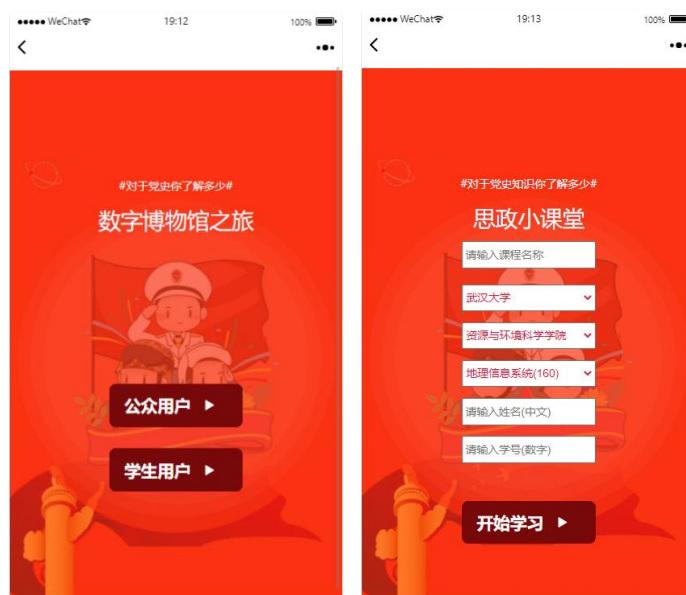 WeChat 19:12 100%
#对于党史你了解多少#
数字博物馆之旅
公众用户
学生用户
WeChat 19:13 100%
#对于党史知识你了解多少#
思政小课堂
请输入课程名称
武汉大学
资源与环境科学学院
地理信息系统(160)
请输入姓名(中文)
请输入学号(数字)
开始学习